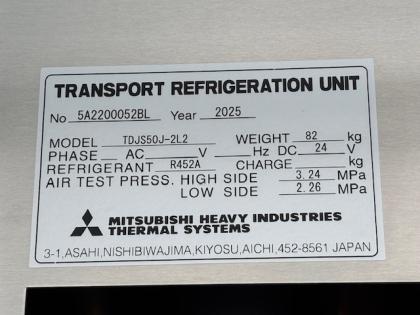 TRANSPORT REFRIGERATION UNIT
No 5A2200052BL Year 2025
MODEL TDJS50J-2L2 WEIGHT 82 kg
PHASE AC V Hz DC 24 V
REFRIGERANT R452A CHARGE kg
AIR TEST PRESS. HIGH SIDE 3.24 MPa
LOW SIDE 2.26 MPa
MITSUBISHI HEAVY INDUSTRIES
THERMAL SYSTEMS
3-1,ASAHI,NISHIBIWAJIMA,KIYOSU,AICHI,452-8561 JAPAN